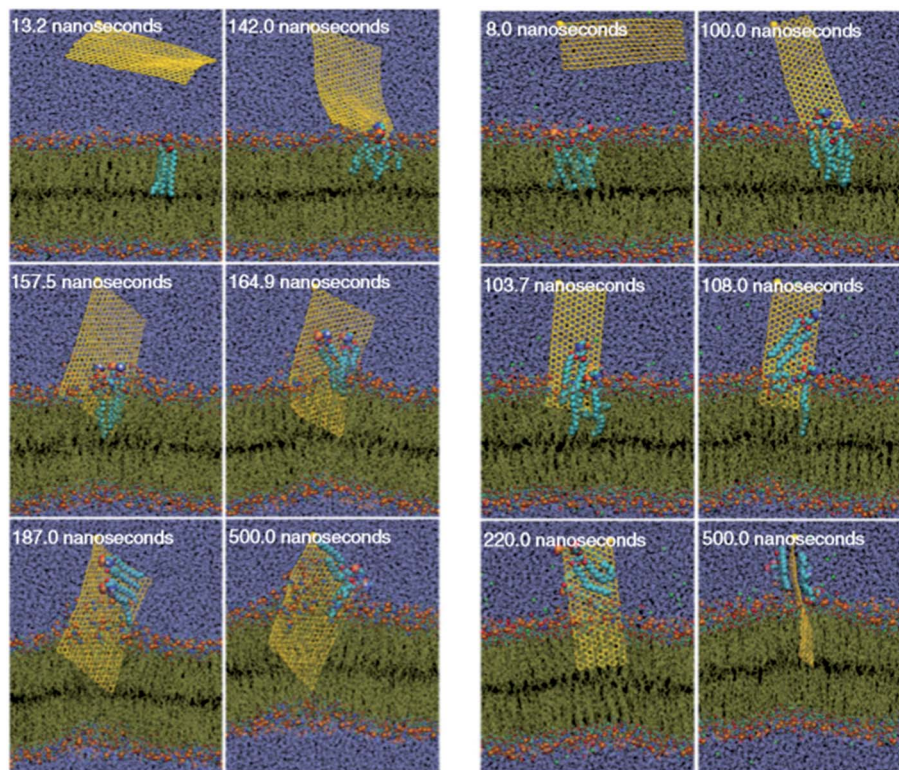 13.2 nanoseconds
142.0 nanoseconds
8.0 nanoseconds
100.0 nanoseconds
157.5 nanoseconds
164.9 nanoseconds
103.7 nanoseconds
108.0 nanoseconds
187.0 nanoseconds
500.0 nanoseconds
220.0 nanoseconds
500.0 nanoseconds